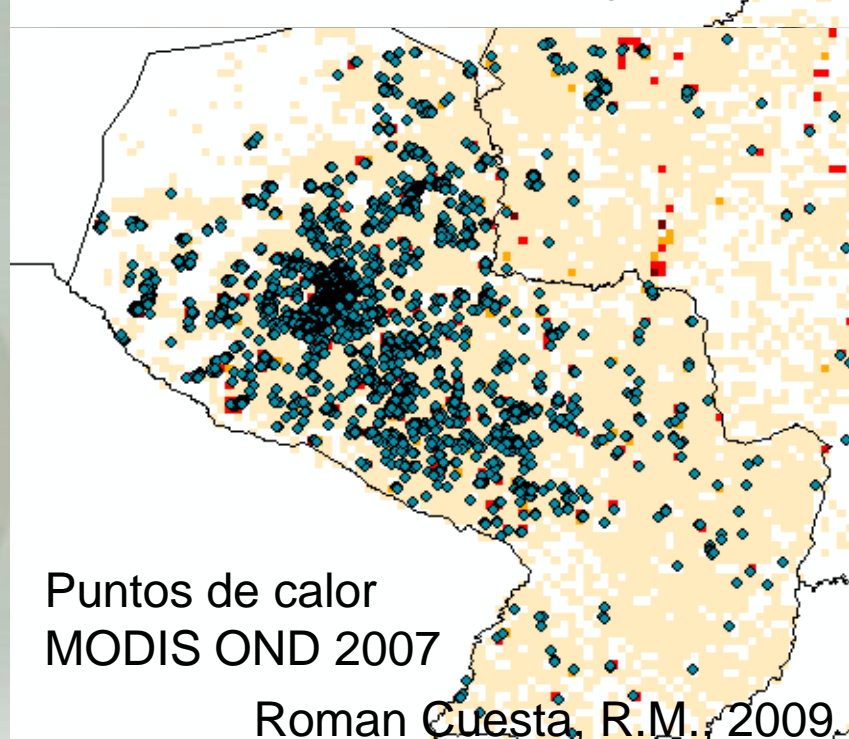 Puntos de calor
MODIS OND 2007
Roman Cuesta, R.M., 2009.